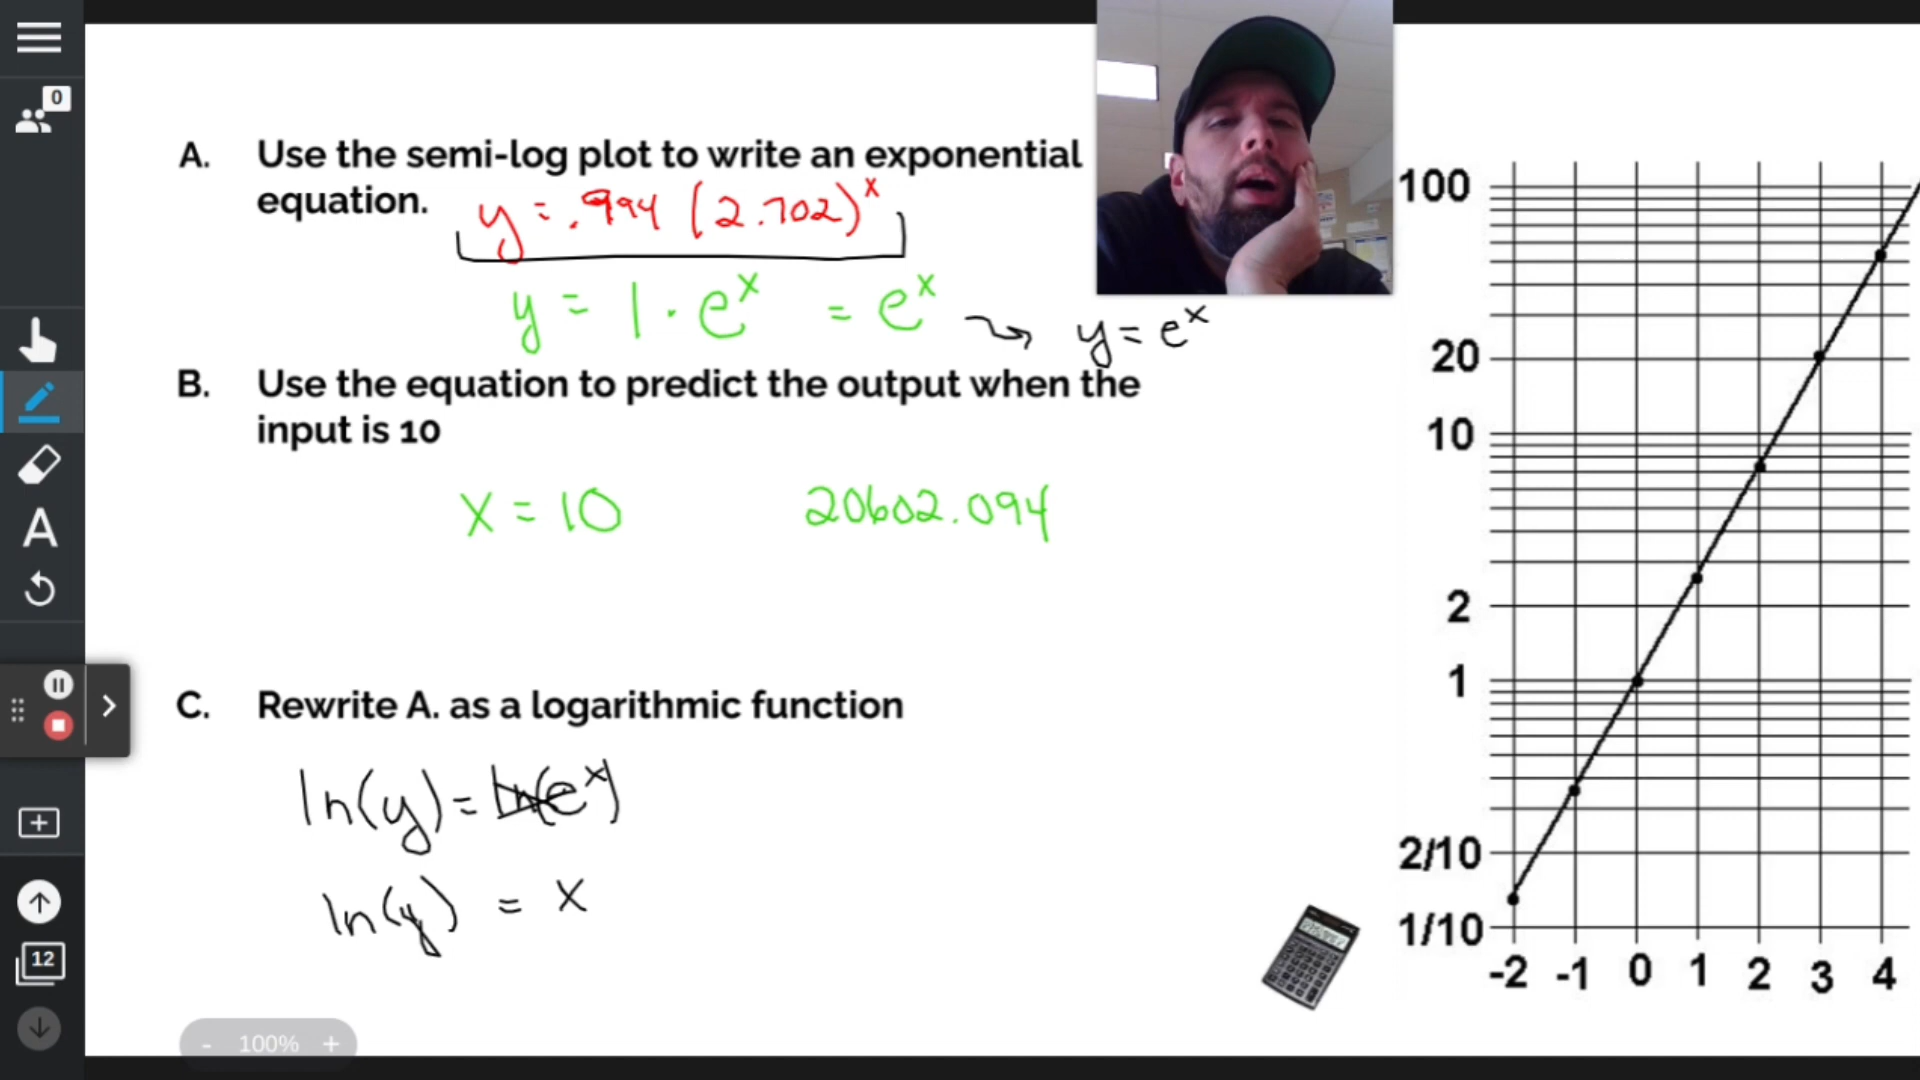 0
A. Use the semi-log plot to write an exponential
equation. y = .994 (2.702)^x
y = 1 · e^x = e^x → y = e^x
B. Use the equation to predict the output when the
input is 10
x = 10 20602.094
C. Rewrite A. as a logarithmic function
ln(y) = ln(e^x)
ln(y) = x
A
12
- 100% +
100
20
10
2
1
2/10
1/10
-2 -1 0 1 2 3 4